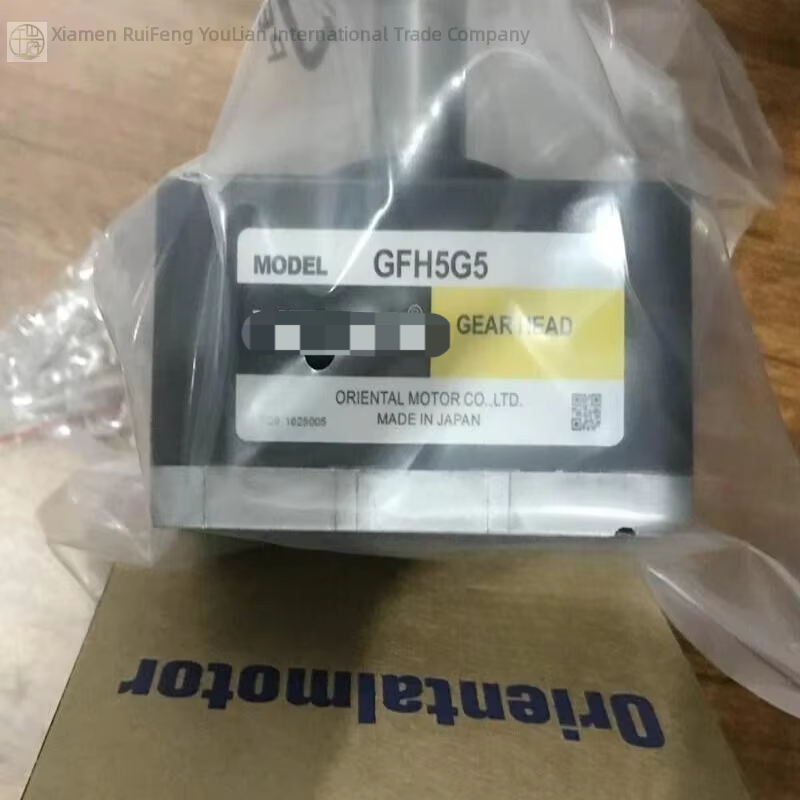 Xiamen RuiFeng YouLian International Trade Company
MODEL GFH5G5
GEAR HEAD
ORIENTAL MOTOR CO.,LTD.
MADE IN JAPAN
Orientalmotor